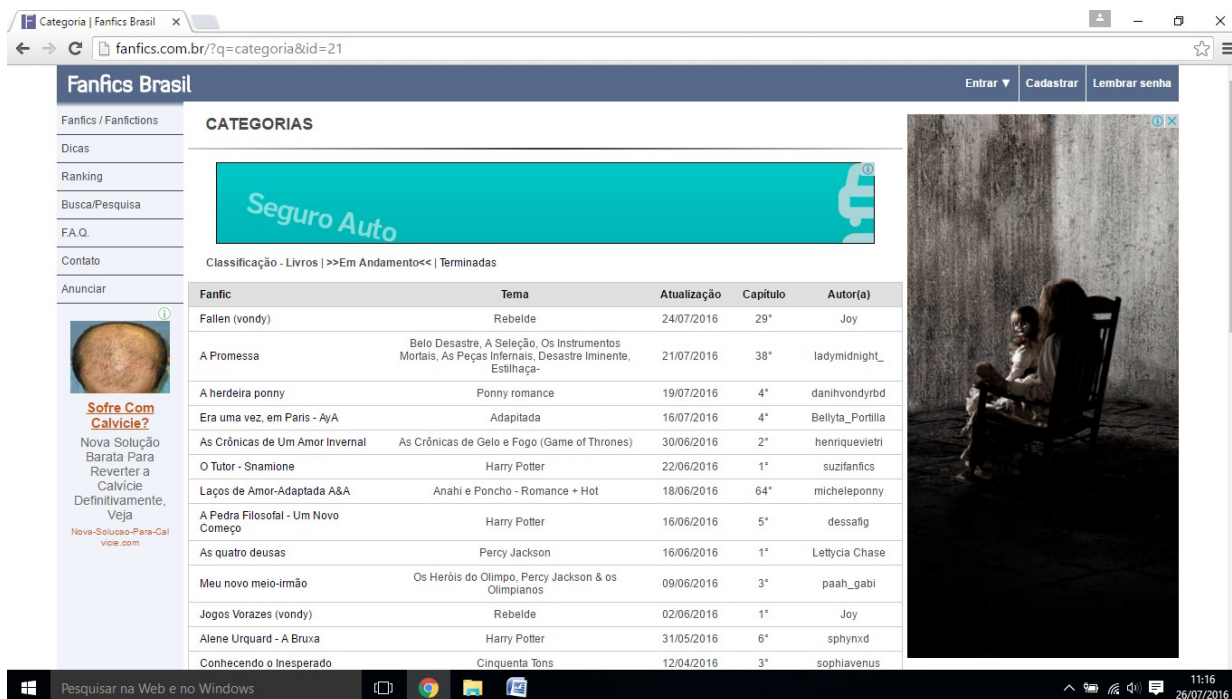 Categoria | Fanfics Brasil
fanfics.com.br/?q=categoria&id=21
Fanfics Brasil
Entrar ▼ Cadastrar Lembrar senha
Fanfics / Fanfictions
Dicas
Ranking
Busca/Pesquisa
F.A.Q.
Contato
Anunciar
Sofre Com
Calvicie?
Nova Solução
Barata Para
Reverter a
Calvície
Definitivamente,
Veja
Nova-Solucao-Para-Cal
vicie.com
CATEGORIAS
Seguro Auto
Classificação - Livros | >>Em Andamento<< | Terminadas
Fanfic Tema Atualização Capítulo Autor(a)
Fallen (vondy) Rebelde 24/07/2016 29° Joy
A Promessa Belo Desastre, A Seleção, Os Instrumentos
Mortais, As Peças Infernais, Desastre Iminente,
Estilhaça- 21/07/2016 38° ladymidnight_
A herdeira ponny Ponny romance 19/07/2016 4° danihvondyrbd
Era uma vez, em Paris - AyA Adaptada 16/07/2016 4° Bellyta_Portilla
As Crônicas de Um Amor Invernal As Crônicas de Gelo e Fogo (Game of Thrones) 30/06/2016 2° henriquevietri
O Tutor - Snamione Harry Potter 22/06/2016 1° suzifanfics
Laços de Amor-Adaptada A&A Anahi e Poncho - Romance + Hot 18/06/2016 64° micheleponny
A Pedra Filosofal - Um Novo
Começo Harry Potter 16/06/2016 5° dessafig
As quatro deusas Percy Jackson 16/06/2016 1° Lettycia Chase
Meu novo meio-irmão Os Heróis do Olimpo, Percy Jackson & os
Olimpianos 09/06/2016 3° paah_gabi
Jogos Vorazes (vondy) Rebelde 02/06/2016 1° Joy
Alene Urquard - A Bruxa Harry Potter 31/05/2016 6° sphynxd
Conhecendo o Inesperado Cinquenta Tons 12/04/2016 3° sophiavenus
Pesquisar na Web e no Windows
11:16
26/07/2016